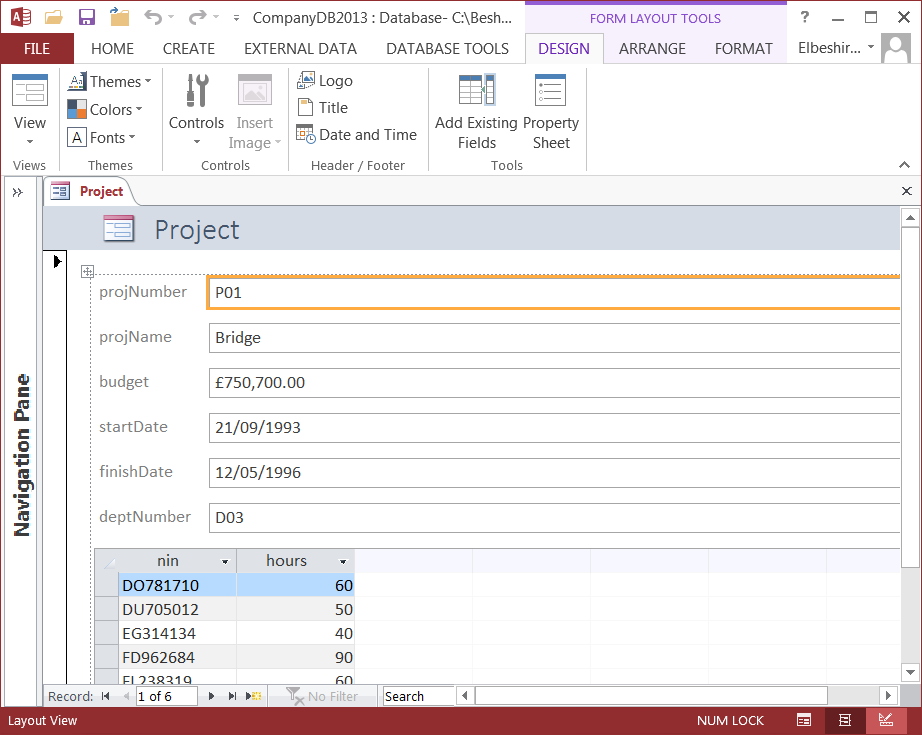 CompanyDB2013 : Database- C:\Besh... FORM LAYOUT TOOLS ?
FILE HOME CREATE EXTERNAL DATA DATABASE TOOLS DESIGN ARRANGE FORMAT Elbeshir...
Themes Logo
Colors Title
View Fonts Controls Insert Image Date and Time Add Existing Fields Property Sheet
Views Themes Controls Header / Footer Tools
Project
Project
Navigation Pane
projNumber P01
projName Bridge
budget £750,700.00
startDate 21/09/1993
finishDate 12/05/1996
deptNumber D03
nin hours
DO781710 60
DU705012 50
EG314134 40
FD962684 90
FL238319 60
Record: 1 of 6 No Filter Search
Layout View NUM LOCK